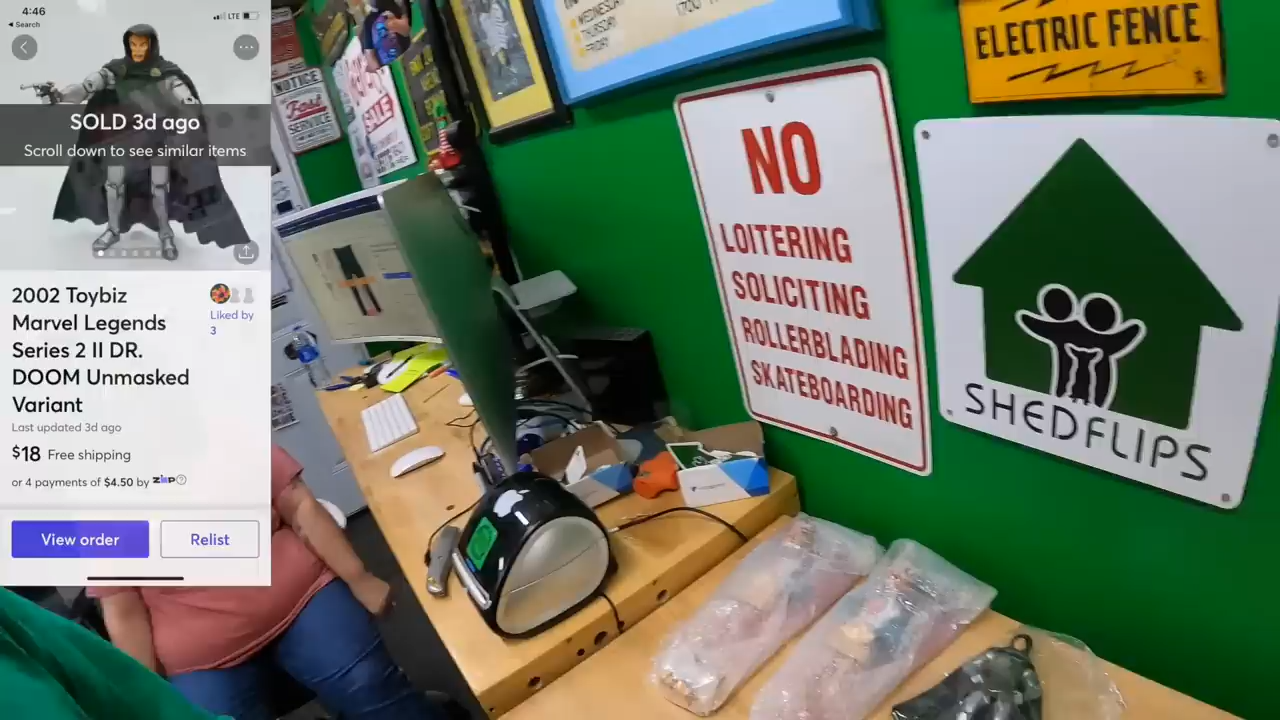 4:46
LTE
Search
SOLD 3d ago
Scroll down to see similar items
2002 Toybiz
Marvel Legends
Series 2 II DR.
DOOM Unmasked
Variant
Liked by
3
Last updated 3d ago
$18 Free shipping
or 4 payments of $4.50 by zip
View order
Relist
NOTICE
Fast
SERVICE
SALE
WEDNESDAY
THURSDAY
FRIDAY
ELECTRIC FENCE
NO
LOITERING
SOLICITING
ROLLERBLADING
SKATEBOARDING
SHEDFLIPS